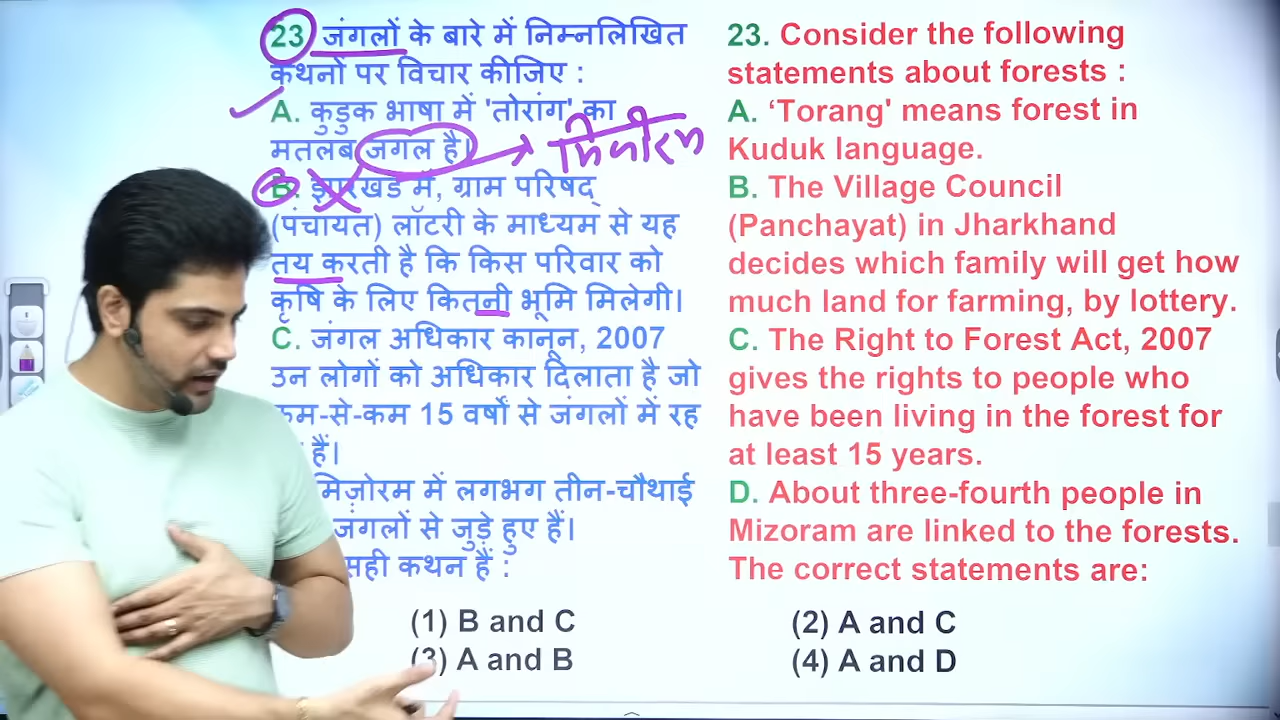 23 जंगलों के बारे में निम्नलिखित
कथनों पर विचार कीजिए :
A. कुडुक भाषा में 'तोरांग' का
मतलब जंगल है।
मिजोरम
B. झारखंड में, ग्राम परिषद्
(पंचायत) लॉटरी के माध्यम से यह
तय करती है कि किस परिवार को
कृषि के लिए कितनी भूमि मिलेगी।
C. जंगल अधिकार कानून, 2007
उन लोगों को अधिकार दिलाता है जो
कम-से-कम 15 वर्षों से जंगलों में रह
हैं।
मिज़ोरम में लगभग तीन-चौथाई
जंगलों से जुड़े हुए हैं।
सही कथन हैं :
23. Consider the following
statements about forests :
A. ‘Torang' means forest in
Kuduk language.
B. The Village Council
(Panchayat) in Jharkhand
decides which family will get how
much land for farming, by lottery.
C. The Right to Forest Act, 2007
gives the rights to people who
have been living in the forest for
at least 15 years.
D. About three-fourth people in
Mizoram are linked to the forests.
The correct statements are:
(1) B and C
(2) A and C
(3) A and B
(4) A and D